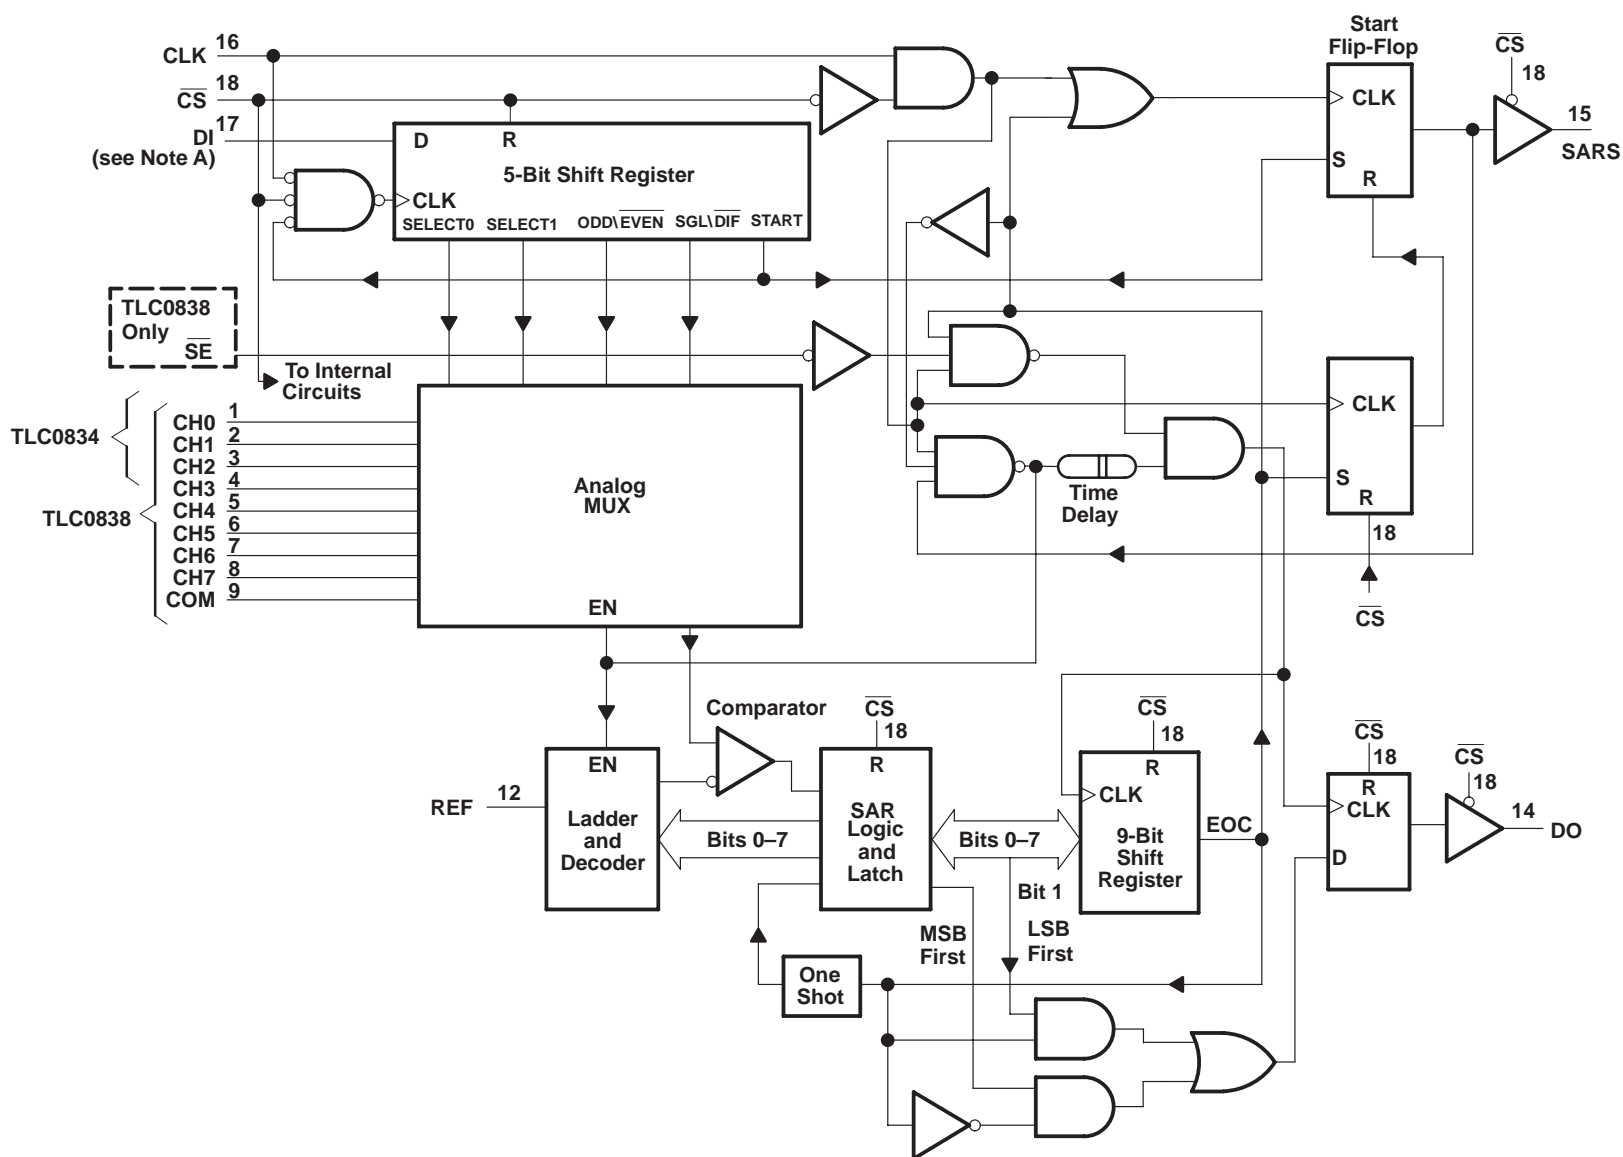 CLK 16
CS 18
DI 17
(see Note A)
D
R
5-Bit Shift Register
CLK
SELECT0 SELECT1 ODD\EVEN SGL\DIF START
Start
Flip-Flop
CLK
S
R
CS
18
15
SARS
TLC0838
Only
SE
To Internal
Circuits
TLC0834
TLC0838
CH0 1
CH1 2
CH2 3
CH3 4
CH4 5
CH5 6
CH6 7
CH7 8
COM 9
Analog
MUX
EN
Time
Delay
CLK
S
R
18
CS
Comparator
REF 12
EN
Ladder
and
Decoder
Bits 0–7
CS
18
R
SAR
Logic
and
Latch
Bits 0–7
CS
18
R
CLK
9-Bit
Shift
Register
EOC
Bit 1
MSB
First
LSB
First
One
Shot
CS
18
R
CLK
D
CS
18
14
DO